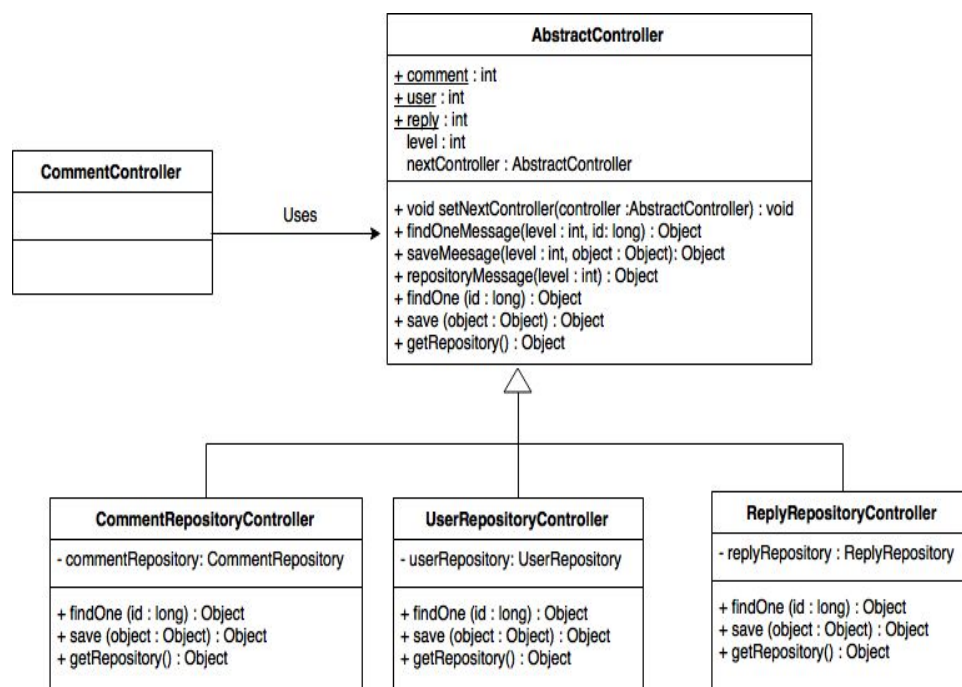 AbstractController
+ comment : int
+ user : int
+ reply : int
level : int
nextController : AbstractController
+ void setNextController(controller :AbstractController) : void
+ findOneMessage(level : int, id: long) : Object
+ saveMeesage(level : int, object : Object): Object
+ repositoryMessage(level : int) : Object
+ findOne (id : long) : Object
+ save (object : Object) : Object
+ getRepository() : Object
CommentController
Uses
CommentRepositoryController
- commentRepository: CommentRepository
+ findOne (id : long) : Object
+ save (object : Object) : Object
+ getRepository() : Object
UserRepositoryController
- userRepository: UserRepository
+ findOne (id : long) : Object
+ save (object : Object) : Object
+ getRepository() : Object
ReplyRepositoryController
- replyRepository : ReplyRepository
+ findOne (id : long) : Object
+ save (object : Object) : Object
+ getRepository() : Object